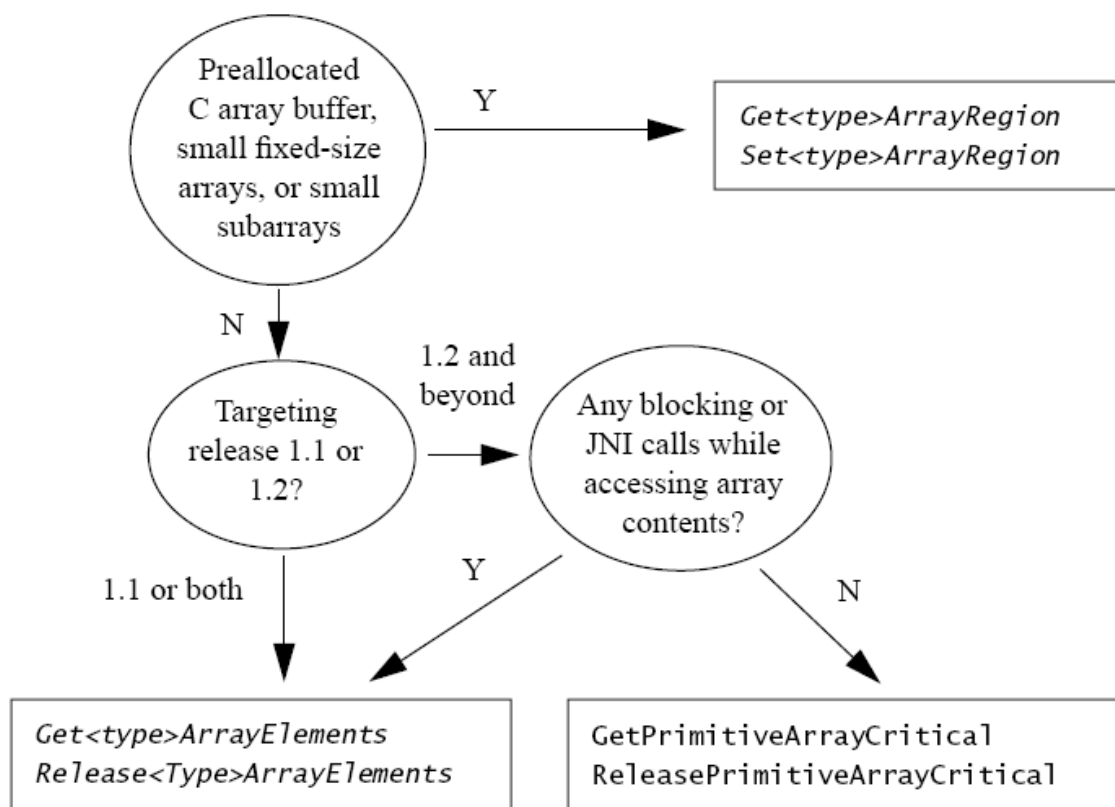 Preallocated
C array buffer,
small fixed-size
arrays, or small
subarrays
Y
Get<type>ArrayRegion
Set<type>ArrayRegion
N
1.2 and
beyond
Targeting
release 1.1 or
1.2?
Any blocking or
JNI calls while
accessing array
contents?
1.1 or both
Y
N
Get<type>ArrayElements
Release<Type>ArrayElements
GetPrimitiveArrayCritical
ReleasePrimitiveArrayCritical